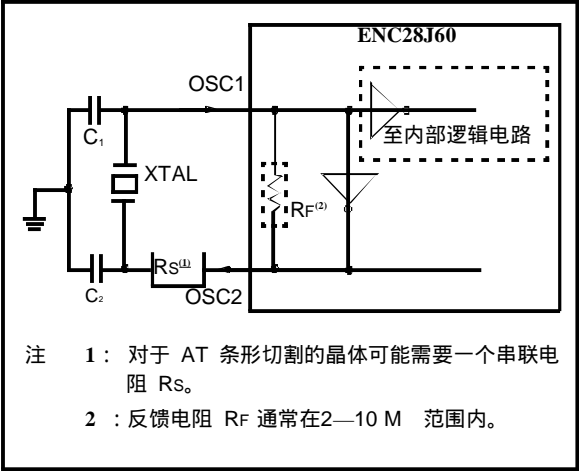 ENC28J60
OSC1
至内部逻辑电路
C₁
XTAL
RF⁽²⁾
RS⁽¹⁾
C₂
OSC2
注 1： 对于 AT 条形切割的晶体可能需要一个串联电
阻 RS。
2 ：反馈电阻 RF 通常在2—10 M 范围内。